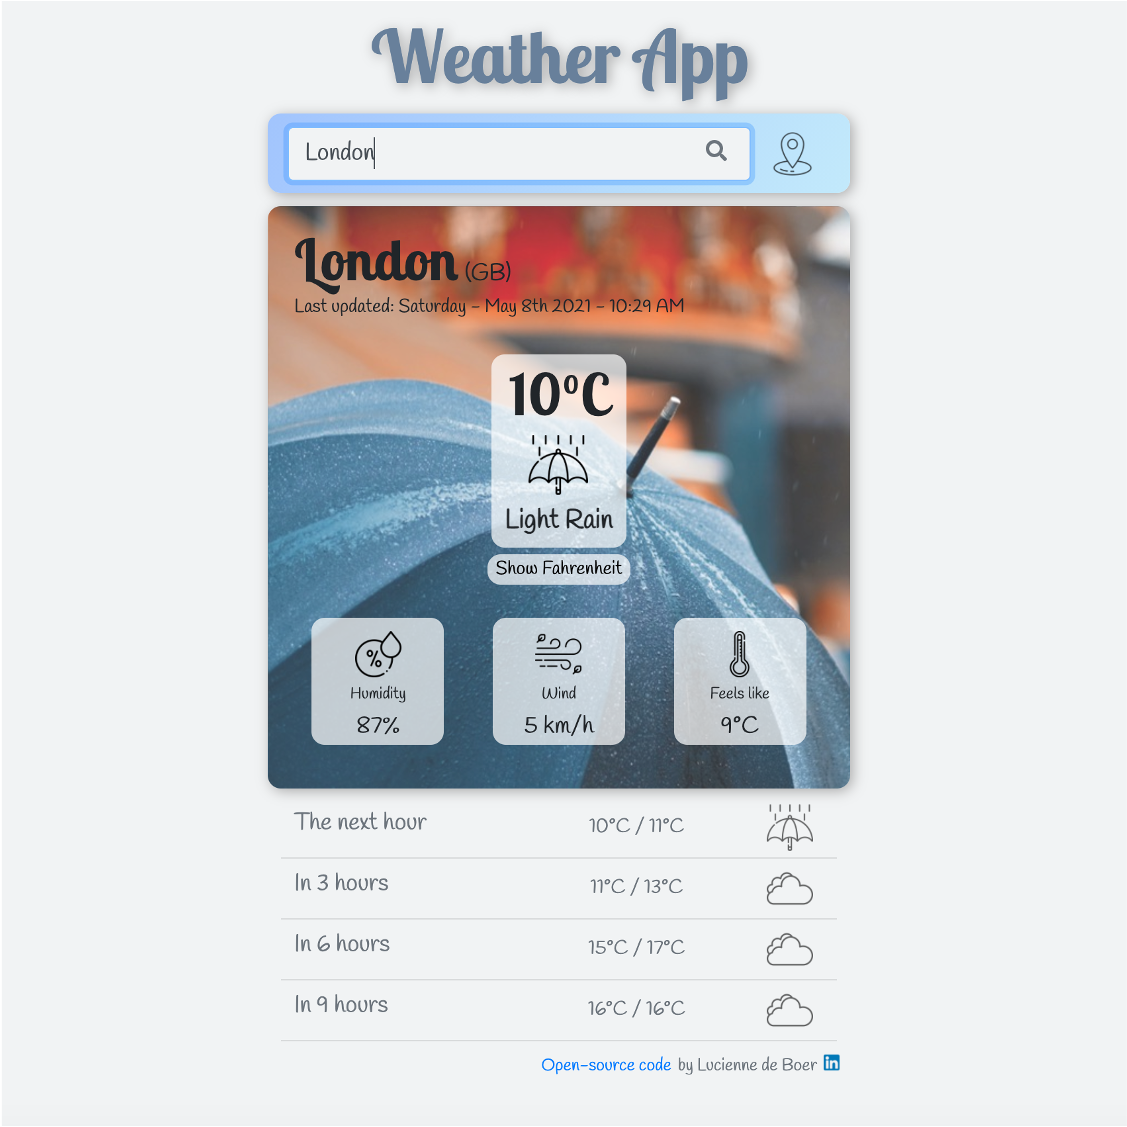 Weather App
London
London (GB)
Last updated: Saturday - May 8th 2021 - 10:29 AM
10°C
Light Rain
Show Fahrenheit
%
Humidity
87%
Wind
5 km/h
Feels like
9°C
The next hour 10°C / 11°C
In 3 hours 11°C / 13°C
In 6 hours 15°C / 17°C
In 9 hours 16°C / 16°C
Open-source code by Lucienne de Boer in